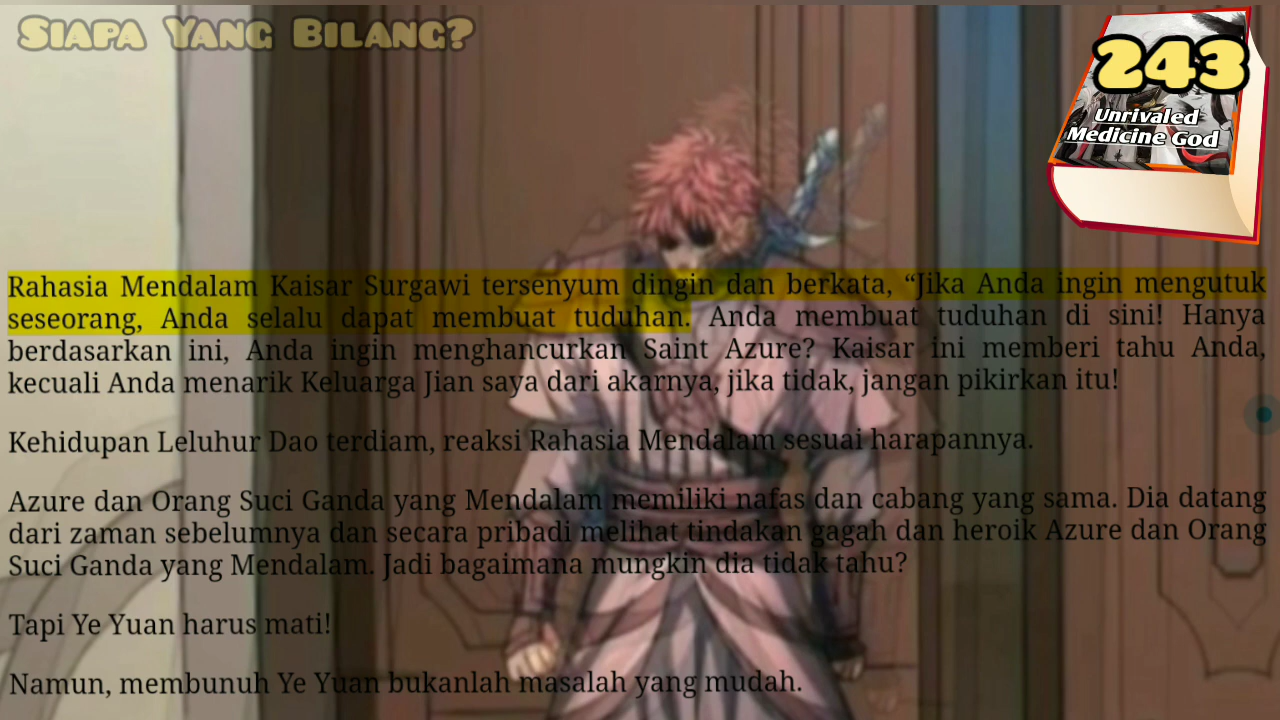 Siapa Yang Bilang?
243
Unrivaled
Medicine God
Rahasia Mendalam Kaisar Surgawi tersenyum dingin dan berkata, “Jika Anda ingin mengutuk
seseorang, Anda selalu dapat membuat tuduhan. Anda membuat tuduhan di sini! Hanya
berdasarkan ini, Anda ingin menghancurkan Saint Azure? Kaisar ini memberi tahu Anda,
kecuali Anda menarik Keluarga Jian saya dari akarnya, jika tidak, jangan pikirkan itu!
Kehidupan Leluhur Dao terdiam, reaksi Rahasia Mendalam sesuai harapannya.
Azure dan Orang Suci Ganda yang Mendalam memiliki nafas dan cabang yang sama. Dia datang
dari zaman sebelumnya dan secara pribadi melihat tindakan gagah dan heroik Azure dan Orang
Suci Ganda yang Mendalam. Jadi bagaimana mungkin dia tidak tahu?
Tapi Ye Yuan harus mati!
Namun, membunuh Ye Yuan bukanlah masalah yang mudah.